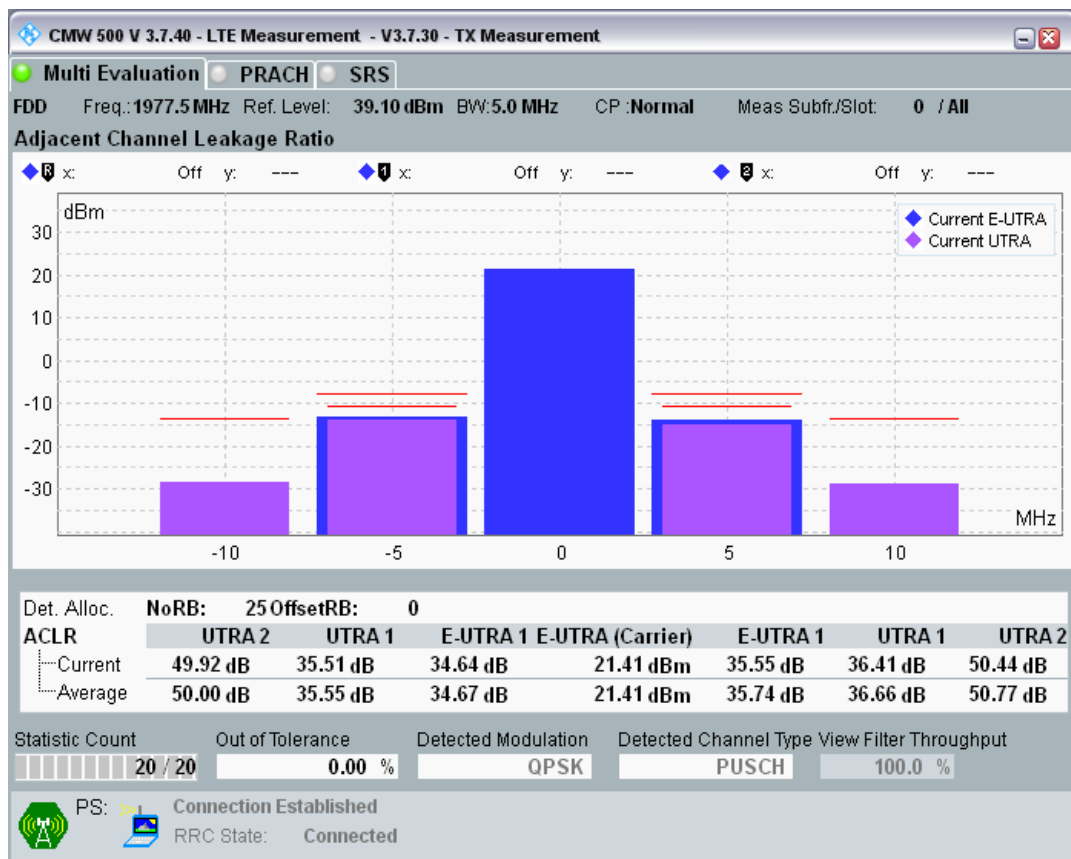 CMW 500 V 3.7.40 - LTE Measurement - V3.7.30 - TX Measurement
Multi Evaluation PRACH SRS
FDD Freq.:1977.5 MHz Ref. Level: 39.10 dBm BW:5.0 MHz CP :Normal Meas Subfr./Slot: 0 / All
Adjacent Channel Leakage Ratio
R x: Off y: --- 1 x: Off y: --- 2 x: Off y: ---
dBm
Current E-UTRA
Current UTRA
30
20
10
0
-10
-20
-30
MHz
-10 -5 0 5 10
Det. Alloc. NoRB: 25 OffsetRB: 0
ACLR UTRA 2 UTRA 1 E-UTRA 1 E-UTRA (Carrier) E-UTRA 1 UTRA 1 UTRA 2
Current 49.92 dB 35.51 dB 34.64 dB 21.41 dBm 35.55 dB 36.41 dB 50.44 dB
Average 50.00 dB 35.55 dB 34.67 dB 21.41 dBm 35.74 dB 36.66 dB 50.77 dB
Statistic Count Out of Tolerance Detected Modulation Detected Channel Type View Filter Throughput
20 / 20 0.00 % QPSK PUSCH 100.0 %
PS: Connection Established
RRC State: Connected